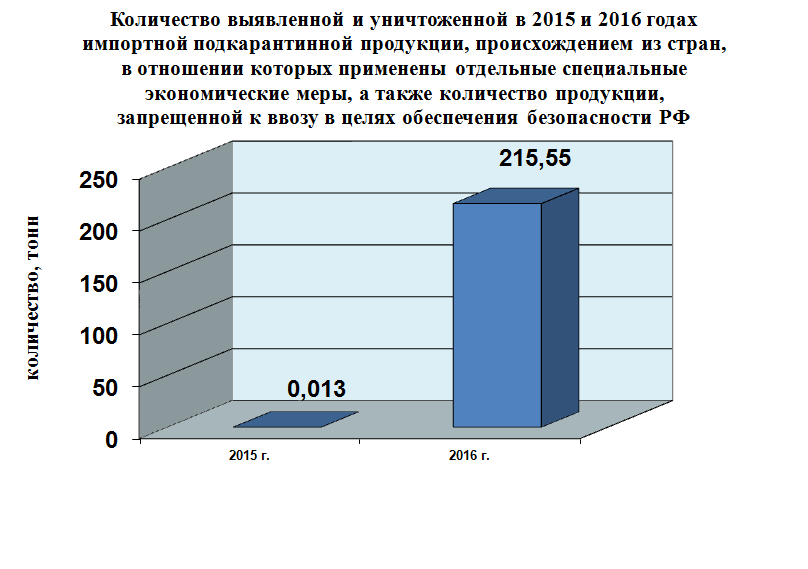 Количество выявленной и уничтоженной в 2015 и 2016 годах
импортной подкарантинной продукции, происхождением из стран,
в отношении которых применены отдельные специальные
экономические меры, а также количество продукции,
запрещенной к ввозу в целях обеспечения безопасности РФ
215,55
250
200
150
100
50
0
количество, тонн
0,013
2015 г.
2016 г.